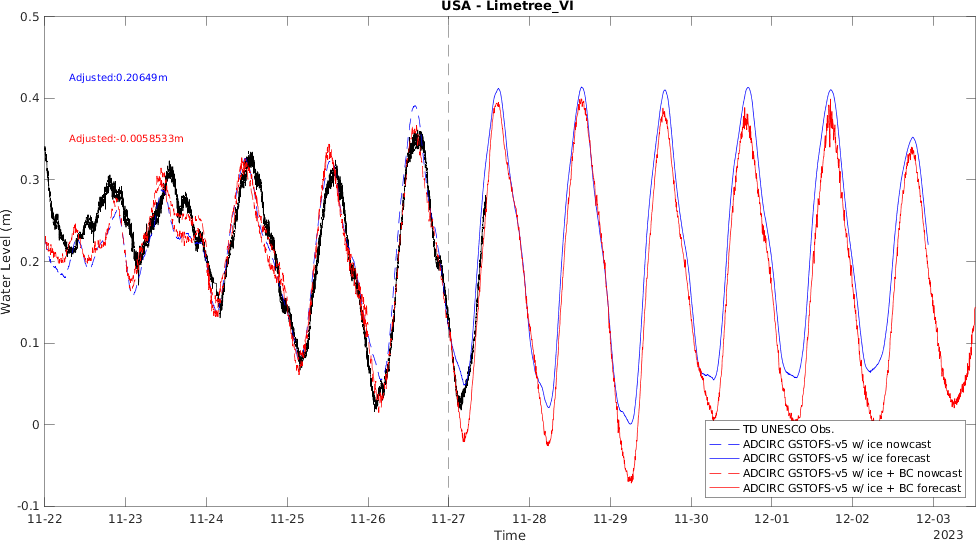 USA - Limetree_VI
0.5
0.4
0.3
0.2
0.1
0
-0.1
Water Level (m)
Adjusted:0.20649m
Adjusted:-0.0058533m
TD UNESCO Obs.
ADCIRC GSTOFS-v5 w/ ice nowcast
ADCIRC GSTOFS-v5 w/ ice forecast
ADCIRC GSTOFS-v5 w/ ice + BC nowcast
ADCIRC GSTOFS-v5 w/ ice + BC forecast
11-22 11-23 11-24 11-25 11-26 11-27 11-28 11-29 11-30 12-01 12-02 12-03
Time
2023